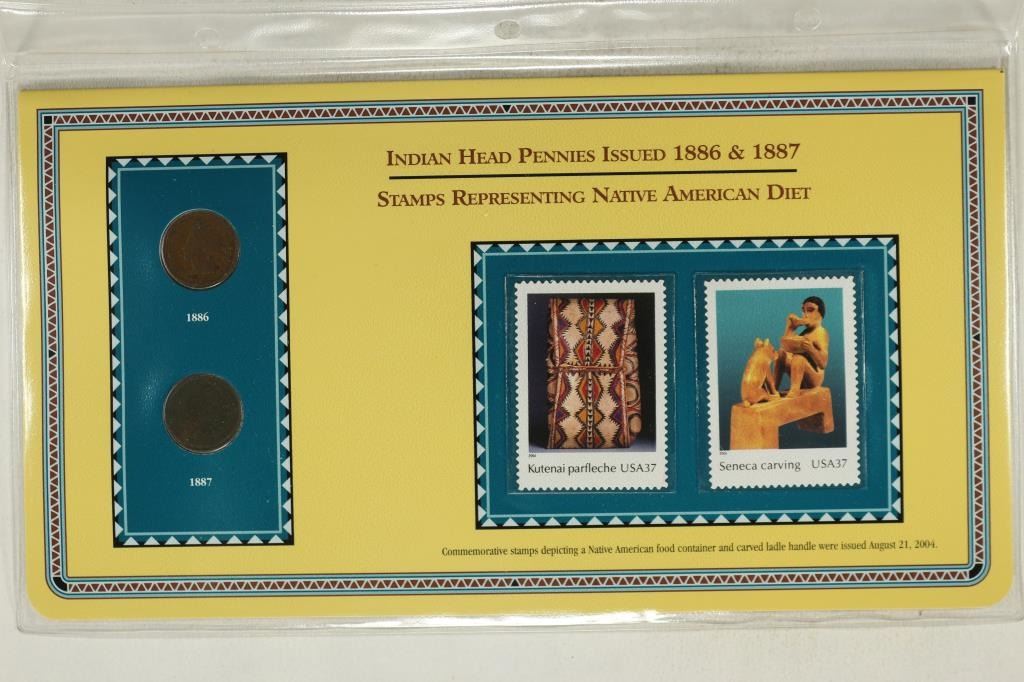 INDIAN HEAD PENNIES ISSUED 1886 & 1887
STAMPS REPRESENTING NATIVE AMERICAN DIET
1886
1887
Kutenai parfleche USA37
Seneca carving USA37
Commemorative stamps depicting a Native American food container and carved ladle handle were issued August 21, 2004.